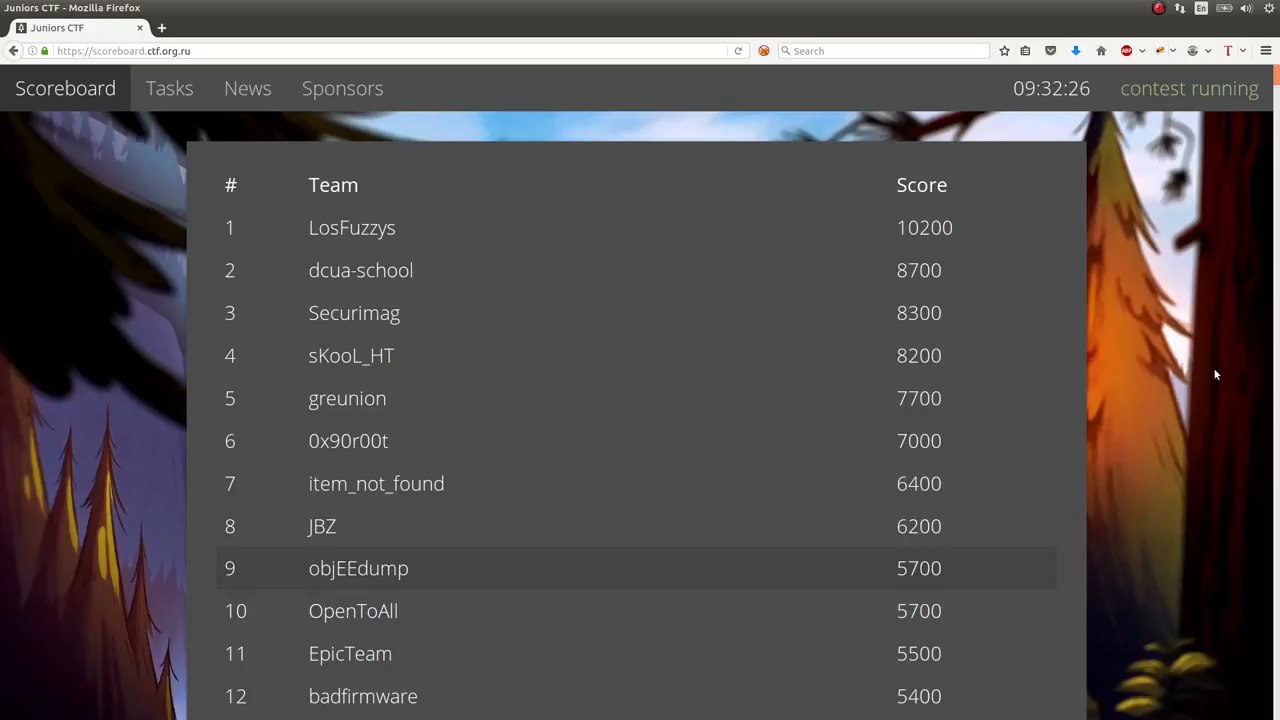 Juniors CTF - Mozilla Firefox
En
Juniors CTF
https://scoreboard.ctf.org.ru
Search
ABP
Scoreboard Tasks News Sponsors 09:32:26 contest running
# Team Score
1 LosFuzzys 10200
2 dcua-school 8700
3 Securimag 8300
4 sKooL_HT 8200
5 greunion 7700
6 0x90r00t 7000
7 item_not_found 6400
8 JBZ 6200
9 objEEdump 5700
10 OpenToAll 5700
11 EpicTeam 5500
12 badfirmware 5400